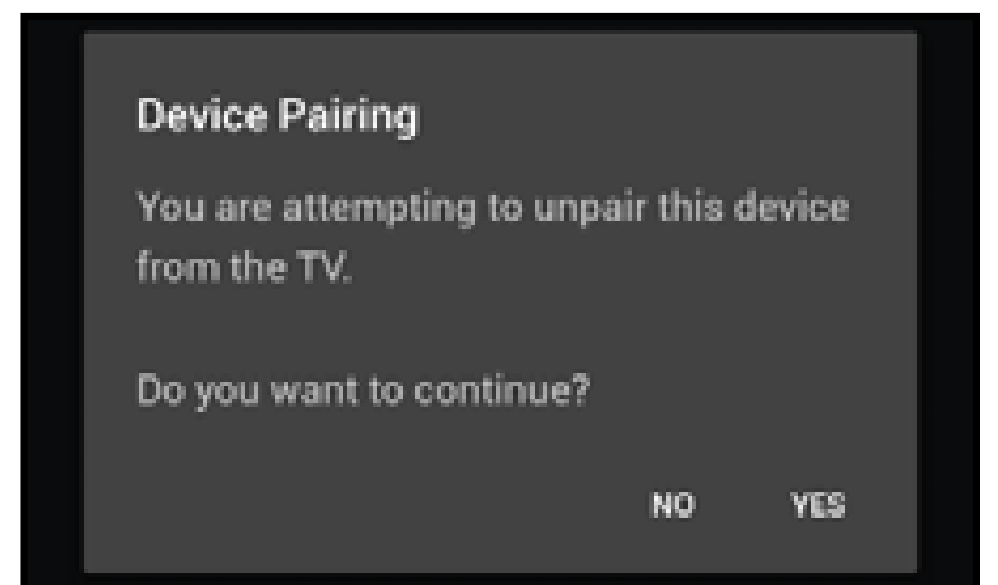 Device Pairing
You are attempting to unpair this device
from the TV.
Do you want to continue?
NO YES